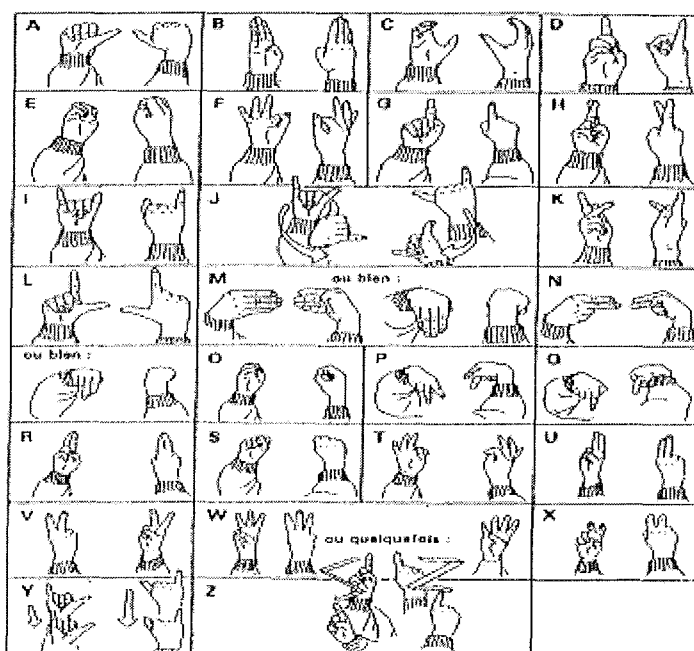 A B C D
E F G H
I J K
L M ou bien : N
ou bien : O P Q
R S T U
V W ou quelquefois : X
Y Z